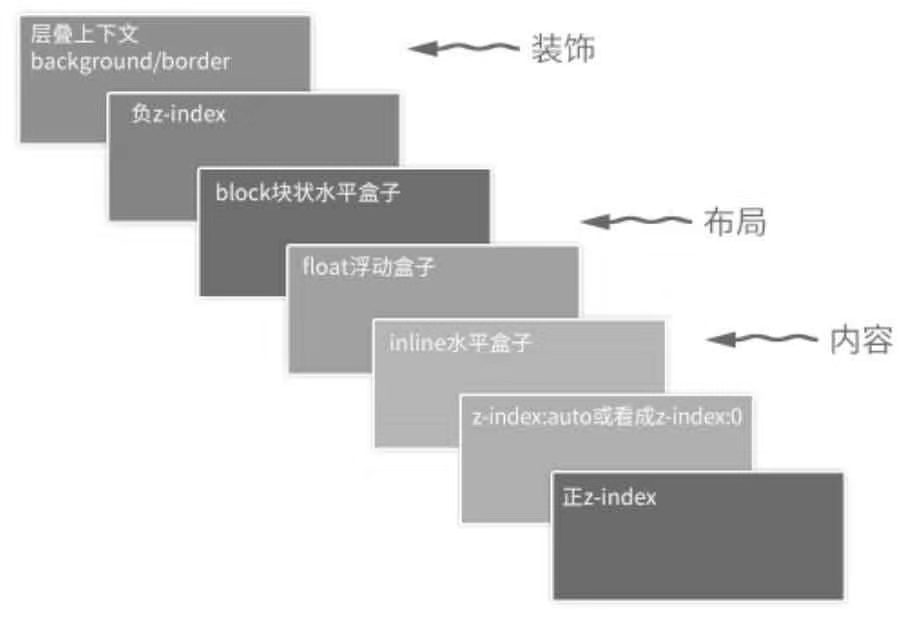 层叠上下文
background/border
装饰
负z-index
block块状水平盒子
布局
float浮动盒子
inline水平盒子
内容
z-index:auto或看成z-index:0
正z-index